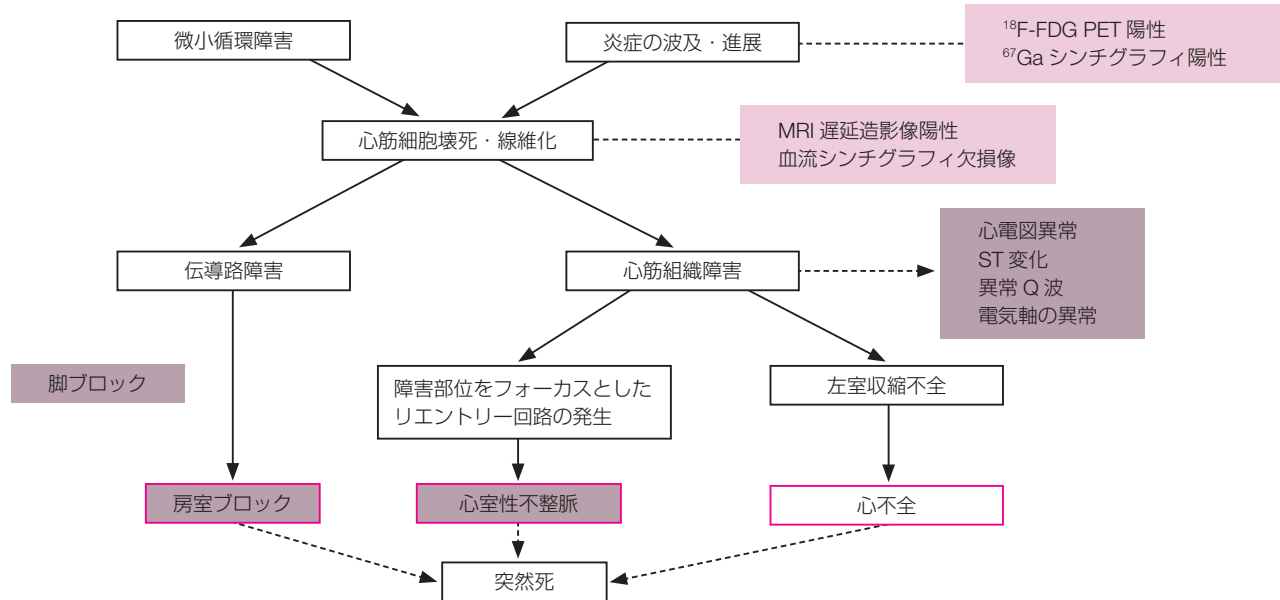 微小循環障害
炎症の波及・進展
¹⁸F-FDG PET 陽性
⁶⁷Ga シンチグラフィ陽性
心筋細胞壊死・線維化
MRI 遅延造影像陽性
血流シンチグラフィ欠損像
伝導路障害
心筋組織障害
心電図異常
ST 変化
異常 Q 波
電気軸の異常
脚ブロック
障害部位をフォーカスとした
リエントリー回路の発生
左室収縮不全
房室ブロック
心室性不整脈
心不全
突然死